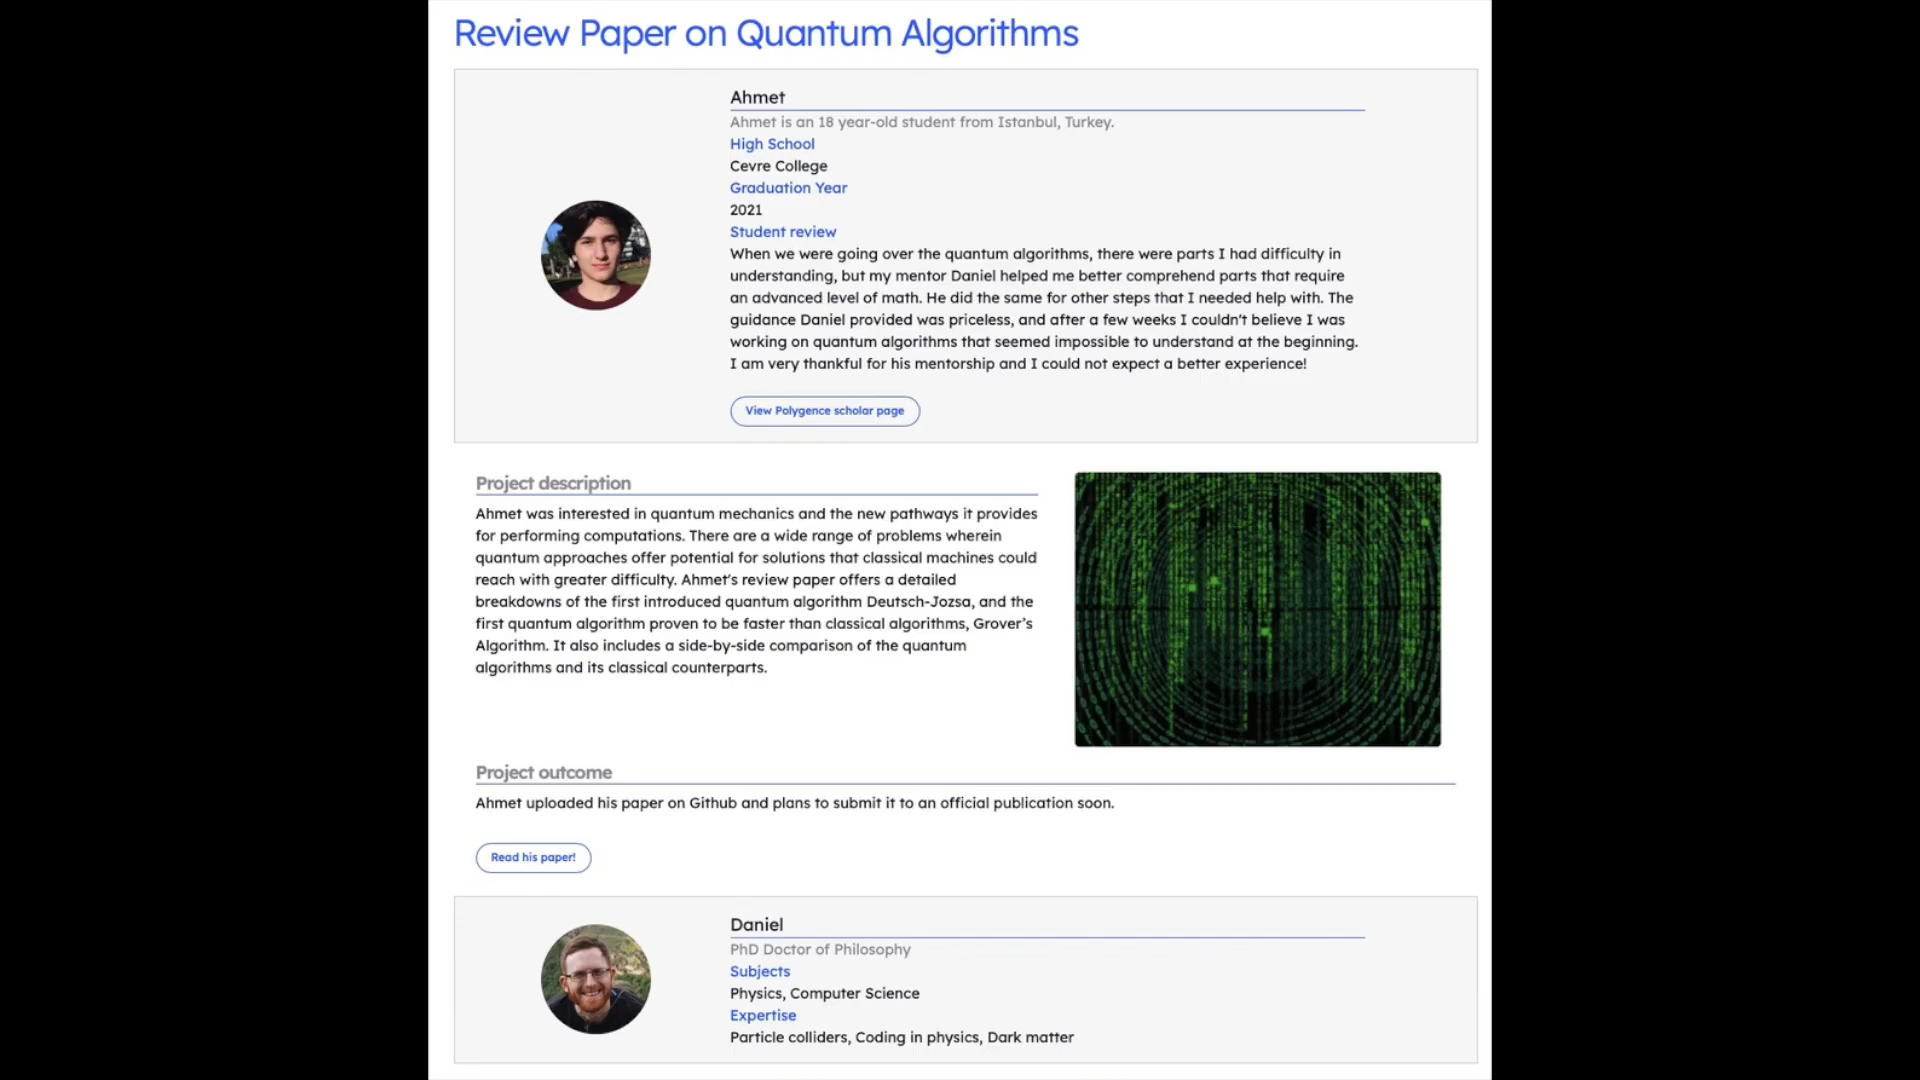 Review Paper on Quantum Algorithms
Ahmet
Ahmet is an 18 year-old student from Istanbul, Turkey.
High School
Cevre College
Graduation Year
2021
Student review
When we were going over the quantum algorithms, there were parts I had difficulty in
understanding, but my mentor Daniel helped me better comprehend parts that require
an advanced level of math. He did the same for other steps that I needed help with. The
guidance Daniel provided was priceless, and after a few weeks I couldn't believe I was
working on quantum algorithms that seemed impossible to understand at the beginning.
I am very thankful for his mentorship and I could not expect a better experience!
View Polygence scholar page
Project description
Ahmet was interested in quantum mechanics and the new pathways it provides
for performing computations. There are a wide range of problems wherein
quantum approaches offer potential for solutions that classical machines could
reach with greater difficulty. Ahmet's review paper offers a detailed
breakdowns of the first introduced quantum algorithm Deutsch-Jozsa, and the
first quantum algorithm proven to be faster than classical algorithms, Grover’s
Algorithm. It also includes a side-by-side comparison of the quantum
algorithms and its classical counterparts.
Project outcome
Ahmet uploaded his paper on Github and plans to submit it to an official publication soon.
Read his paper!
Daniel
PhD Doctor of Philosophy
Subjects
Physics, Computer Science
Expertise
Particle colliders, Coding in physics, Dark matter